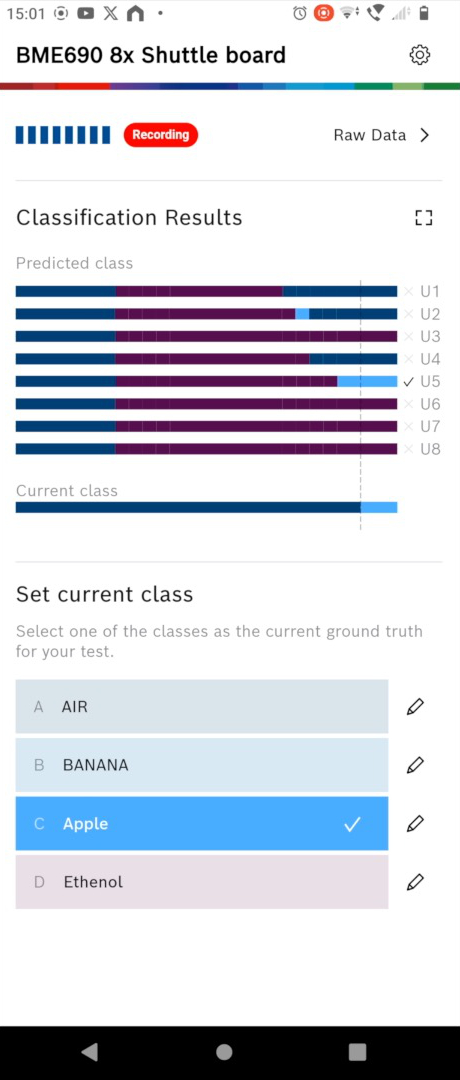 15:01
BME690 8x Shuttle board
Recording
Raw Data
Classification Results
Predicted class
U1
U2
U3
U4
U5
U6
U7
U8
Current class
Set current class
Select one of the classes as the current ground truth
for your test.
A AIR
B BANANA
C Apple
D Ethenol